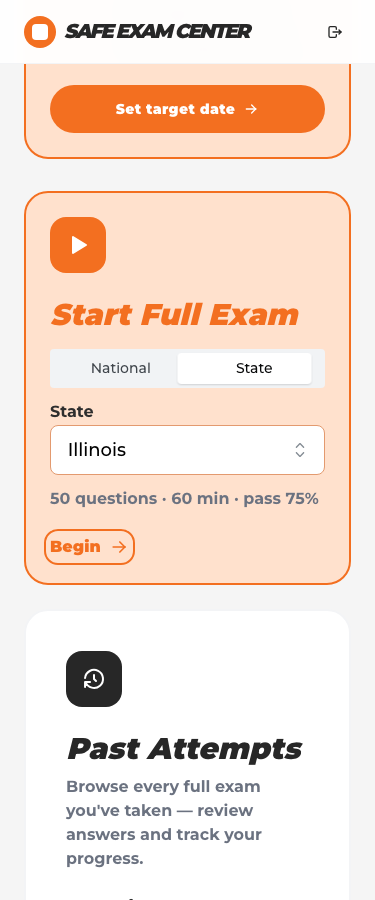 SAFE EXAM CENTER
Set target date →
Start Full Exam
National
State
State
Illinois
50 questions · 60 min · pass 75%
Begin →
Past Attempts
Browse every full exam
you've taken — review
answers and track your
progress.